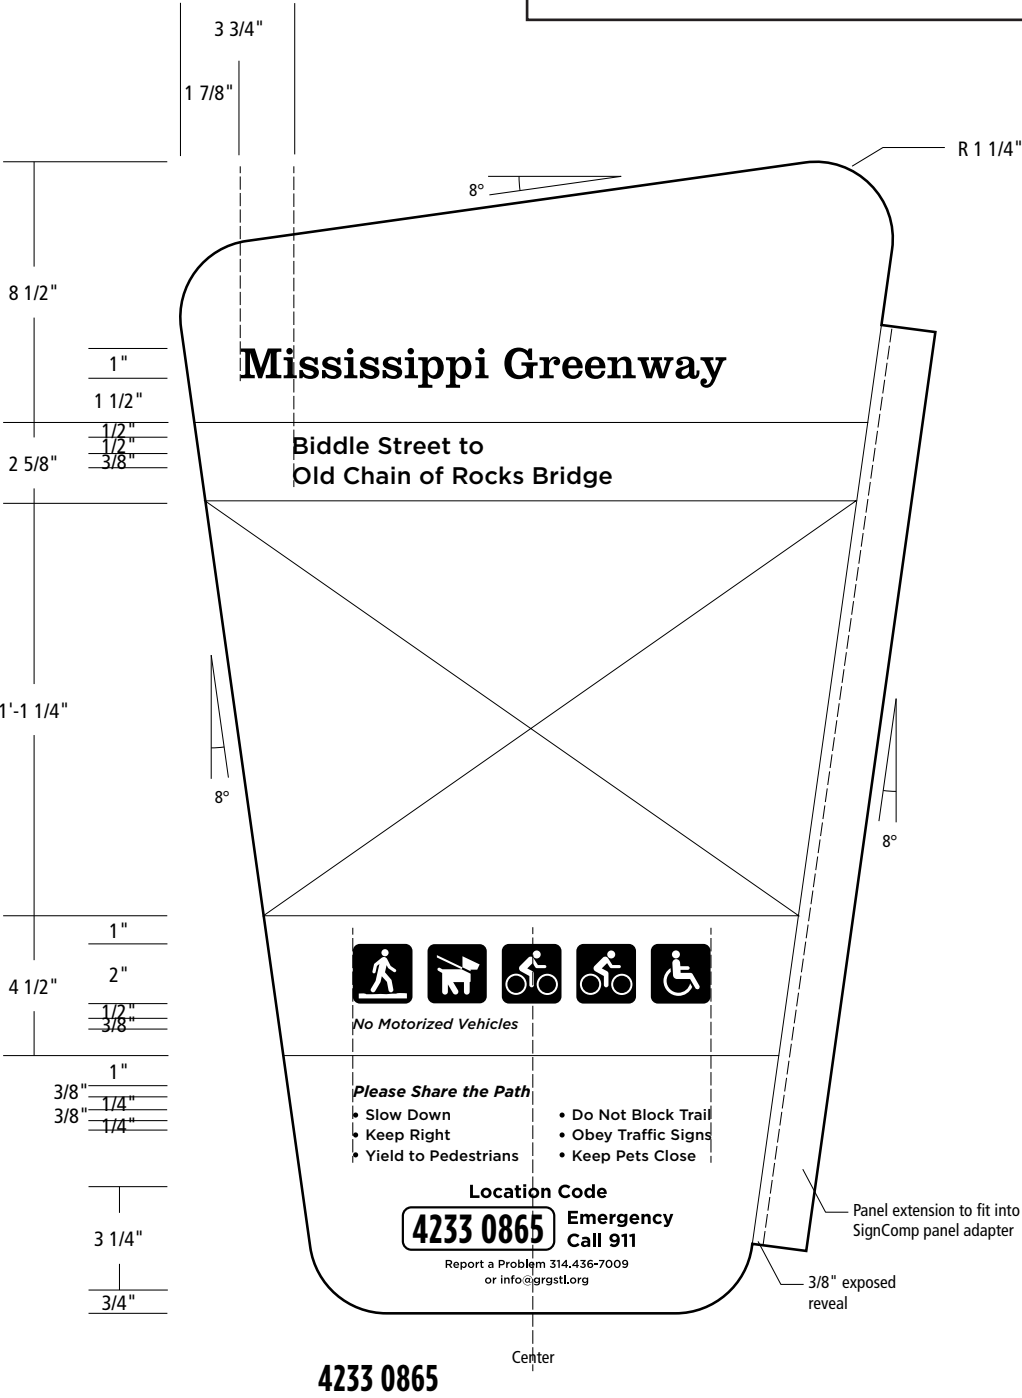 3 3/4"
1 7/8"
R 1 1/4"
8°
8 1/2"
1"
1 1/2"
Mississippi Greenway
1/2"
1/2"
3/8"
2 5/8"
Biddle Street to
Old Chain of Rocks Bridge
1'-1 1/4"
8°
8°
1"
2"
4 1/2"
1/2"
3/8"
No Motorized Vehicles
1"
3/8"
1/4"
3/8"
1/4"
Please Share the Path
• Slow Down
• Keep Right
• Yield to Pedestrians
• Do Not Block Trail
• Obey Traffic Signs
• Keep Pets Close
Location Code
4233 0865
Emergency
Call 911
Report a Problem 314.436-7009
or info@grgstl.org
3 1/4"
3/4"
Panel extension to fit into
SignComp panel adapter
3/8" exposed
reveal
Center
4233 0865